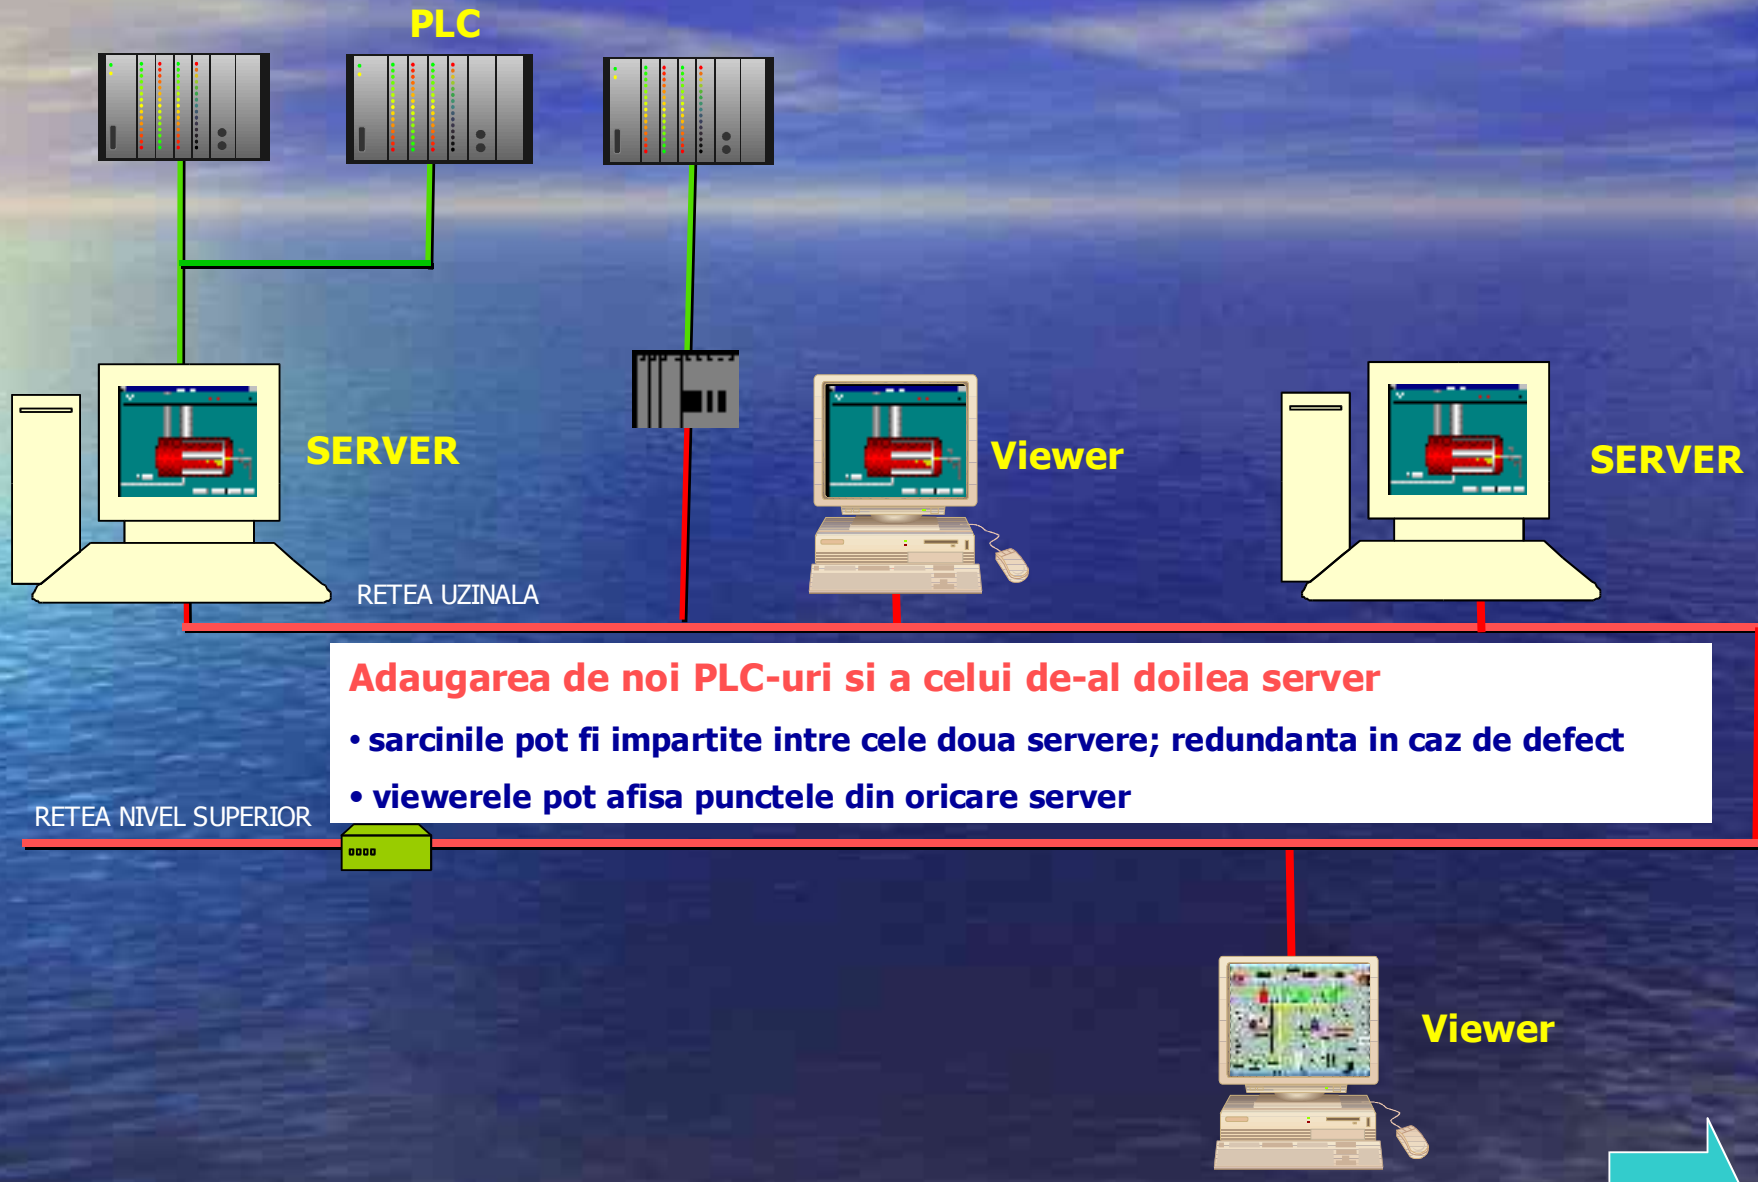 PLC
SERVER
Viewer
SERVER
RETEA UZINALA
Adaugarea de noi PLC-uri si a celui de-al doilea server
• sarcinile pot fi impartite intre cele doua servere; redundanta in caz de defect
• viewerele pot afisa punctele din oricare server
RETEA NIVEL SUPERIOR
Viewer